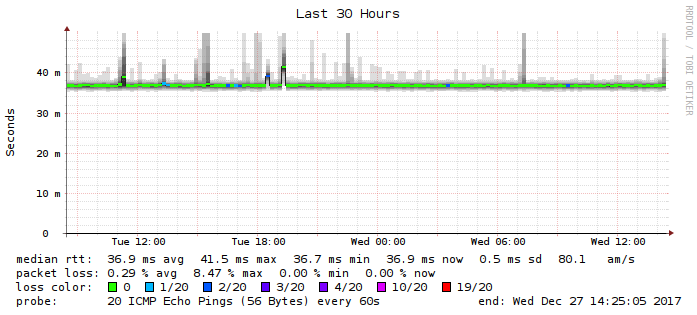 Last 30 Hours
RRDTOOL / TOBI OETIKER
Seconds
40 m
30 m
20 m
10 m
0
Tue 12:00 Tue 18:00 Wed 00:00 Wed 06:00 Wed 12:00
median rtt: 36.9 ms avg 41.5 ms max 36.7 ms min 36.9 ms now 0.5 ms sd 80.1 am/s
packet loss: 0.29 % avg 8.47 % max 0.00 % min 0.00 % now
loss color: 0 1/20 2/20 3/20 4/20 10/20 19/20
probe: 20 ICMP Echo Pings (56 Bytes) every 60s end: Wed Dec 27 14:25:05 2017